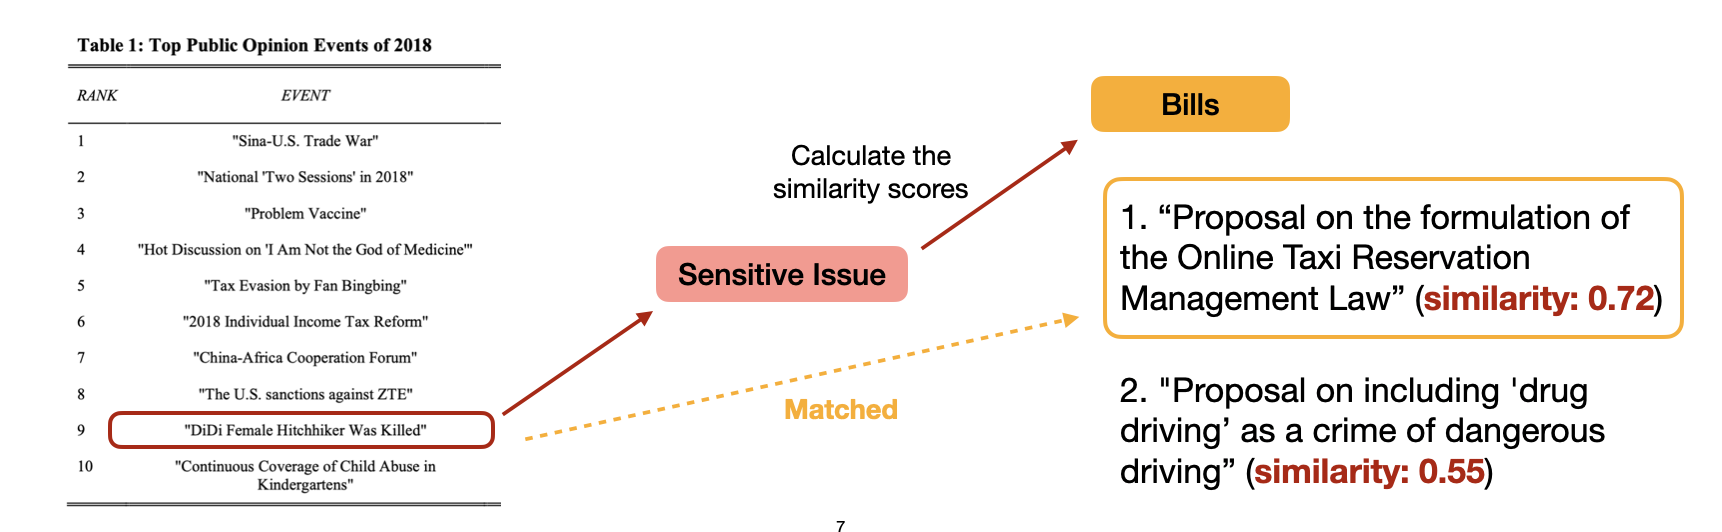 Table 1: Top Public Opinion Events of 2018
RANK EVENT
1 "Sina-U.S. Trade War"
2 "National 'Two Sessions' in 2018"
3 "Problem Vaccine"
4 "Hot Discussion on 'I Am Not the God of Medicine'"
5 "Tax Evasion by Fan Bingbing"
6 "2018 Individual Income Tax Reform"
7 "China-Africa Cooperation Forum"
8 "The U.S. sanctions against ZTE"
9 "DiDi Female Hitchhiker Was Killed"
10 "Continuous Coverage of Child Abuse in
Kindergartens"
Sensitive Issue
Calculate the
similarity scores
Matched
Bills
1. “Proposal on the formulation of
the Online Taxi Reservation
Management Law” (similarity: 0.72)
2. "Proposal on including 'drug
driving’ as a crime of dangerous
driving” (similarity: 0.55)
7